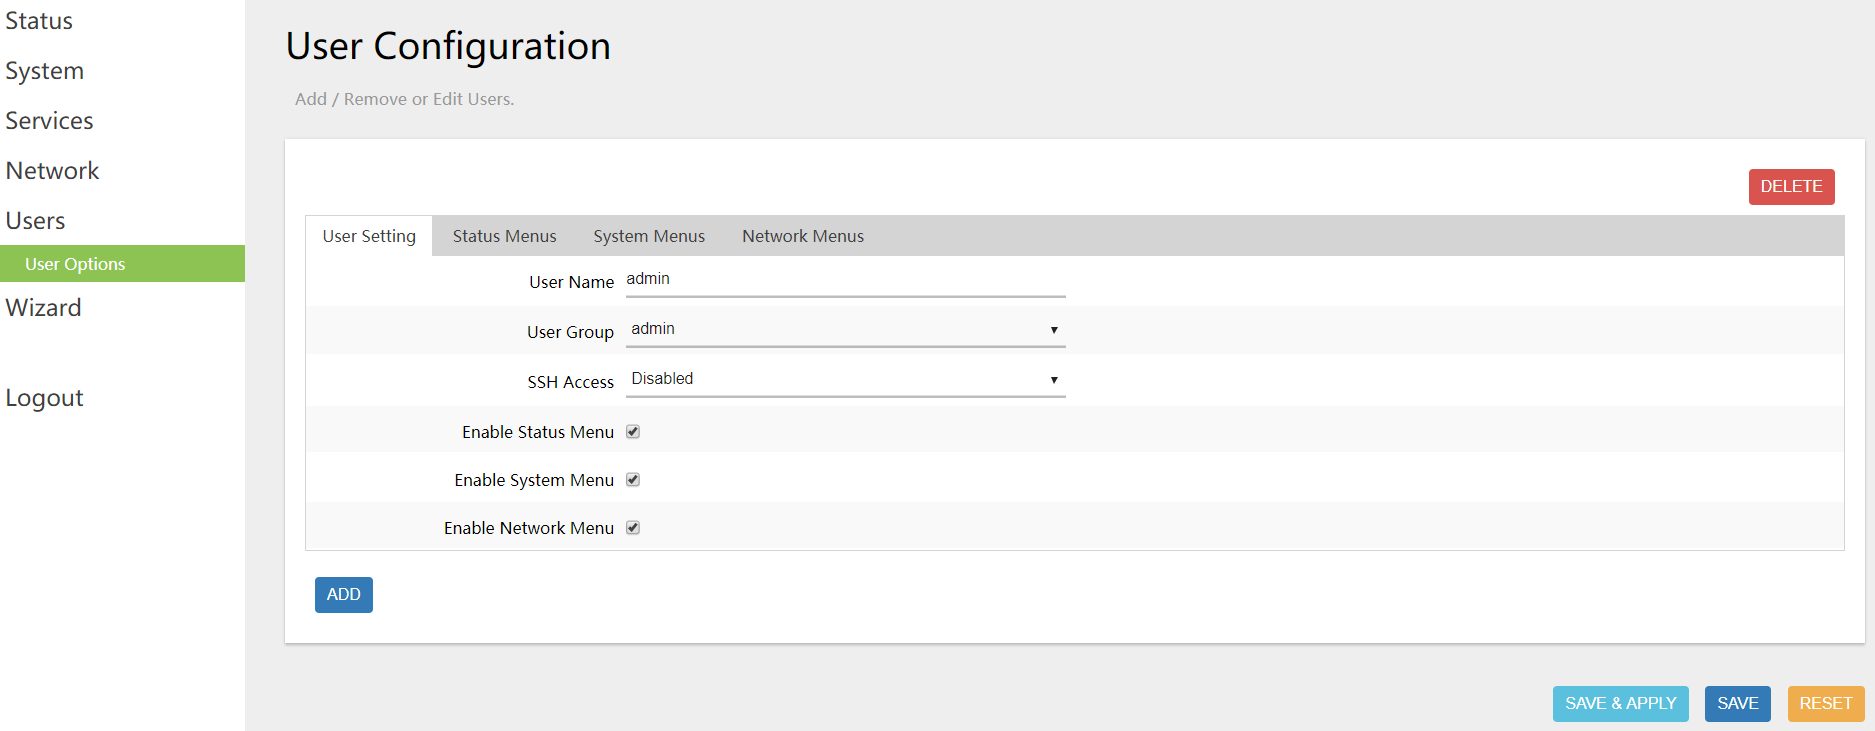 Status
System
Services
Network
Users
User Options
Wizard
Logout
User Configuration
Add / Remove or Edit Users.
DELETE
User Setting Status Menus System Menus Network Menus
User Name admin
User Group admin
SSH Access Disabled
Enable Status Menu
Enable System Menu
Enable Network Menu
ADD
SAVE & APPLY SAVE RESET